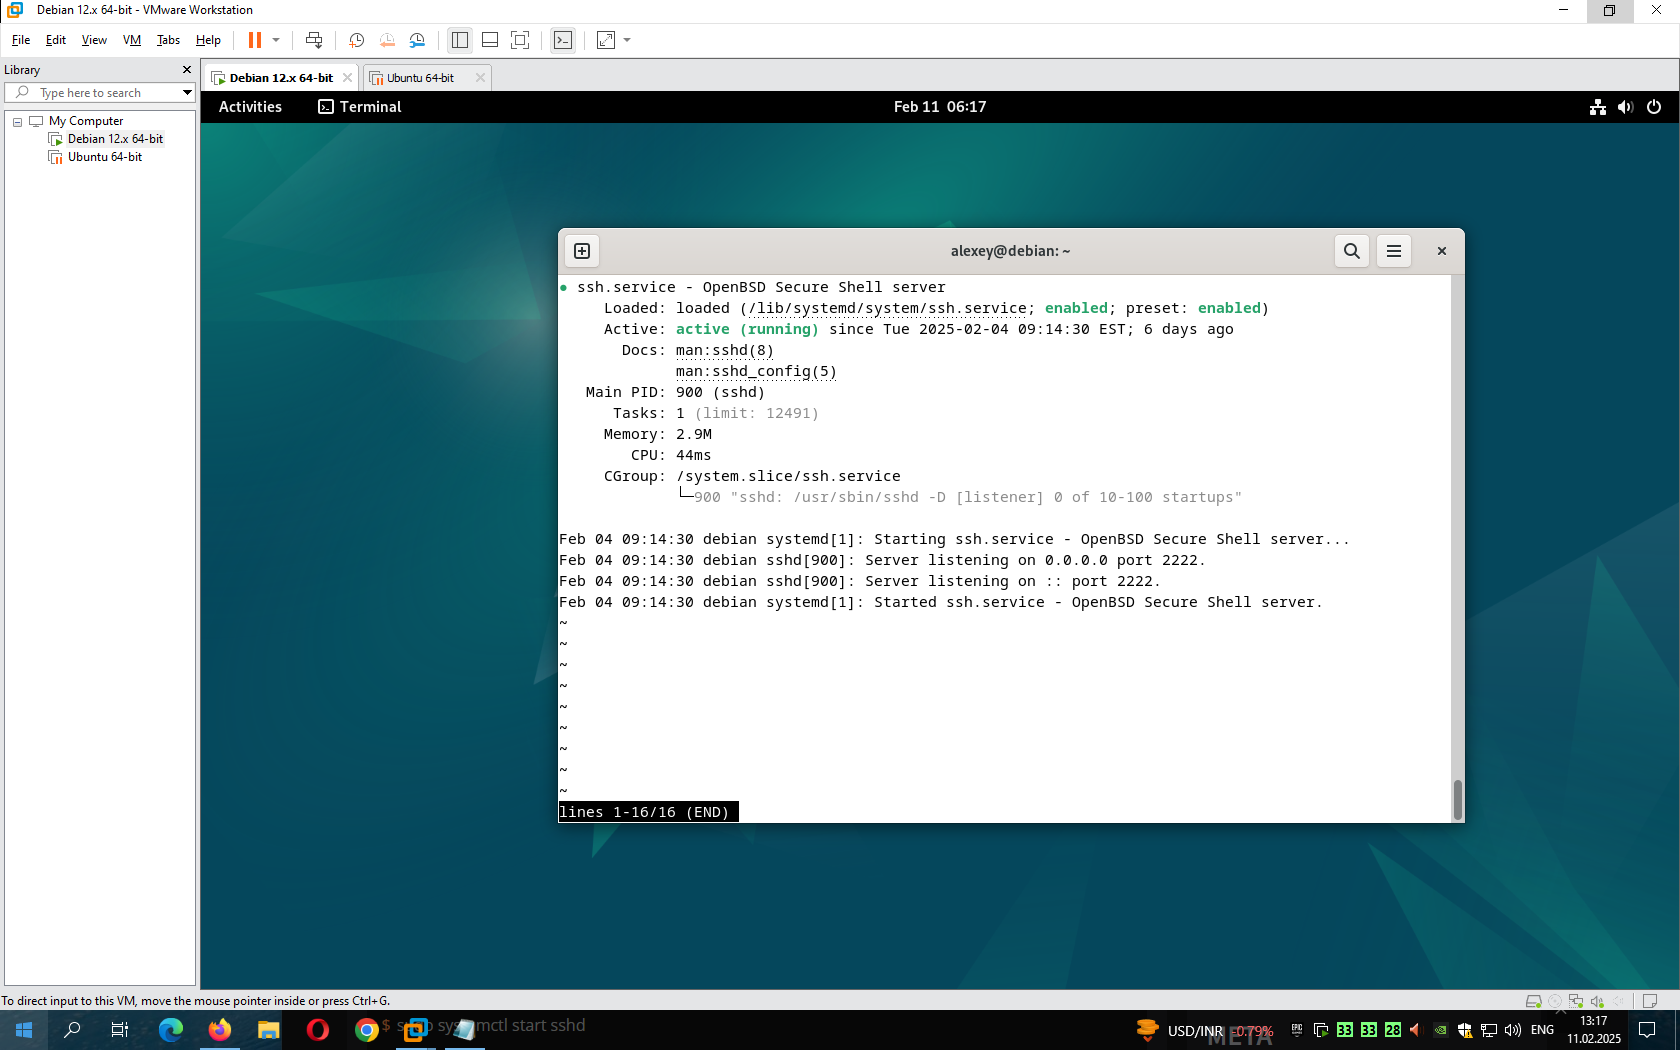 Debian 12.x 64-bit - VMware Workstation
File Edit View VM Tabs Help
Library
Type here to search
My Computer
Debian 12.x 64-bit
Ubuntu 64-bit
Debian 12.x 64-bit
Ubuntu 64-bit
Activities Terminal Feb 11 06:17
alexey@debian: ~
● ssh.service - OpenBSD Secure Shell server
Loaded: loaded (/lib/systemd/system/ssh.service; enabled; preset: enabled)
Active: active (running) since Tue 2025-02-04 09:14:30 EST; 6 days ago
Docs: man:sshd(8)
man:sshd_config(5)
Main PID: 900 (sshd)
Tasks: 1 (limit: 12491)
Memory: 2.9M
CPU: 44ms
CGroup: /system.slice/ssh.service
└─900 "sshd: /usr/sbin/sshd -D [listener] 0 of 10-100 startups"
Feb 04 09:14:30 debian systemd[1]: Starting ssh.service - OpenBSD Secure Shell server...
Feb 04 09:14:30 debian sshd[900]: Server listening on 0.0.0.0 port 2222.
Feb 04 09:14:30 debian sshd[900]: Server listening on :: port 2222.
Feb 04 09:14:30 debian systemd[1]: Started ssh.service - OpenBSD Secure Shell server.
~
~
~
~
~
~
~
~
~
lines 1-16/16 (END)
To direct input to this VM, move the mouse pointer inside or press Ctrl+G.
start sshd
USD/INR -0.79% 33 33 28 ENG 13:17
META
11.02.2025